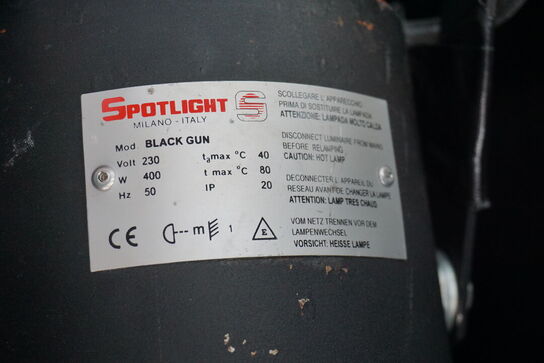 SPOTLIGHT S
MILANO - ITALY
Mod. BLACK GUN
Volt 230 ta max °C 40
W 400 t max °C 80
Hz 50 IP 20
CE m 1 E
SCOLLEGARE L'APPARECCHIO
PRIMA DI SOSTITUIRE LA LAMPADA
ATTENZIONE: LAMPADA MOLTO CALDA
DISCONNECT LUMINAIRE FROM MAINS
BEFORE RELAMPING
CAUTION: HOT LAMP
DECONNECTER L'APPAREIL DU
RESEAU AVANT DE CHANGER LA LAMPE
ATTENTION: LAMP TRES CHAUD
VOM NETZ TRENNEN VOR DEM
LAMPENWECHSEL
VORSICHT: HEISSE LAMPE